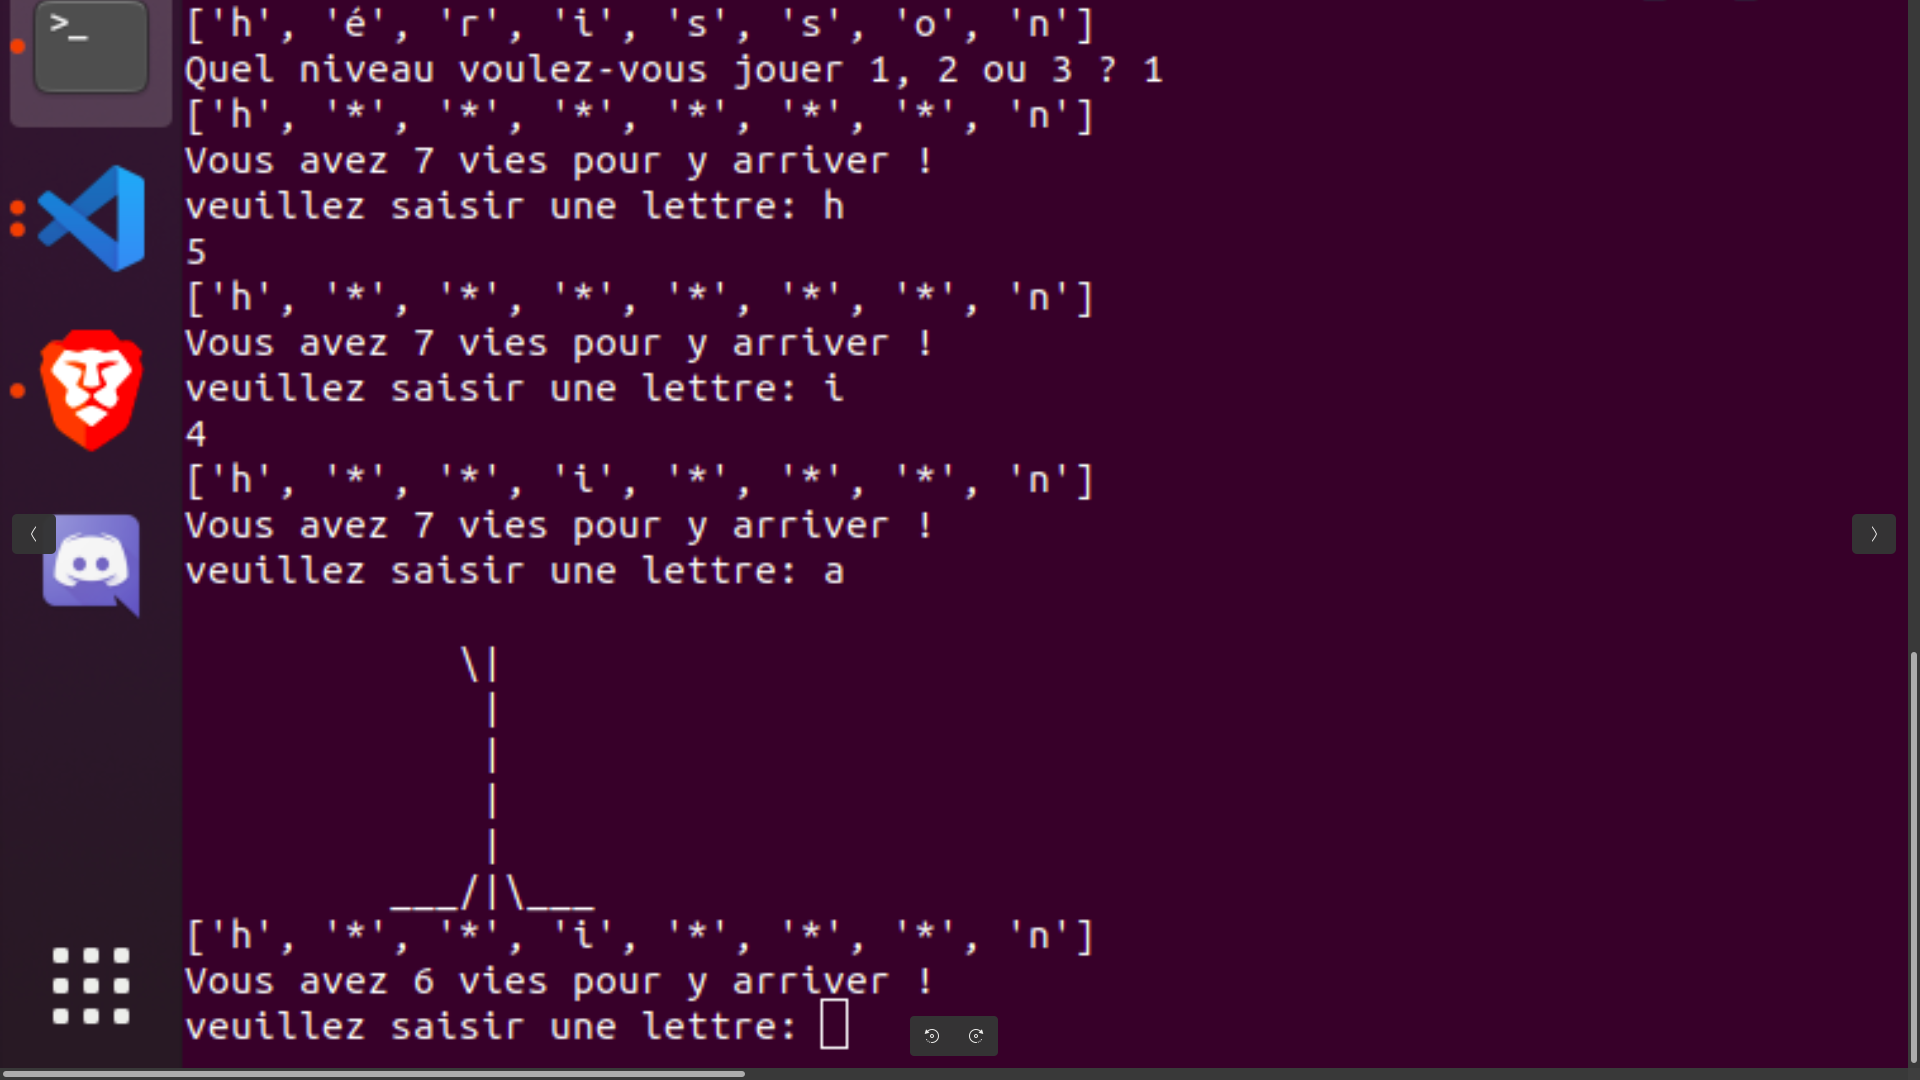 >_
['h', 'é', 'r', 'i', 's', 's', 'o', 'n']
Quel niveau voulez-vous jouer 1, 2 ou 3 ? 1
['h', '*', '*', '*', '*', '*', '*', 'n']
Vous avez 7 vies pour y arriver !
veuillez saisir une lettre: h
5
['h', '*', '*', '*', '*', '*', '*', 'n']
Vous avez 7 vies pour y arriver !
veuillez saisir une lettre: i
4
['h', '*', '*', 'i', '*', '*', '*', 'n']
Vous avez 7 vies pour y arriver !
veuillez saisir une lettre: a
\|
|
|
|
|
___/|\___
['h', '*', '*', 'i', '*', '*', '*', 'n']
Vous avez 6 vies pour y arriver !
veuillez saisir une lettre: